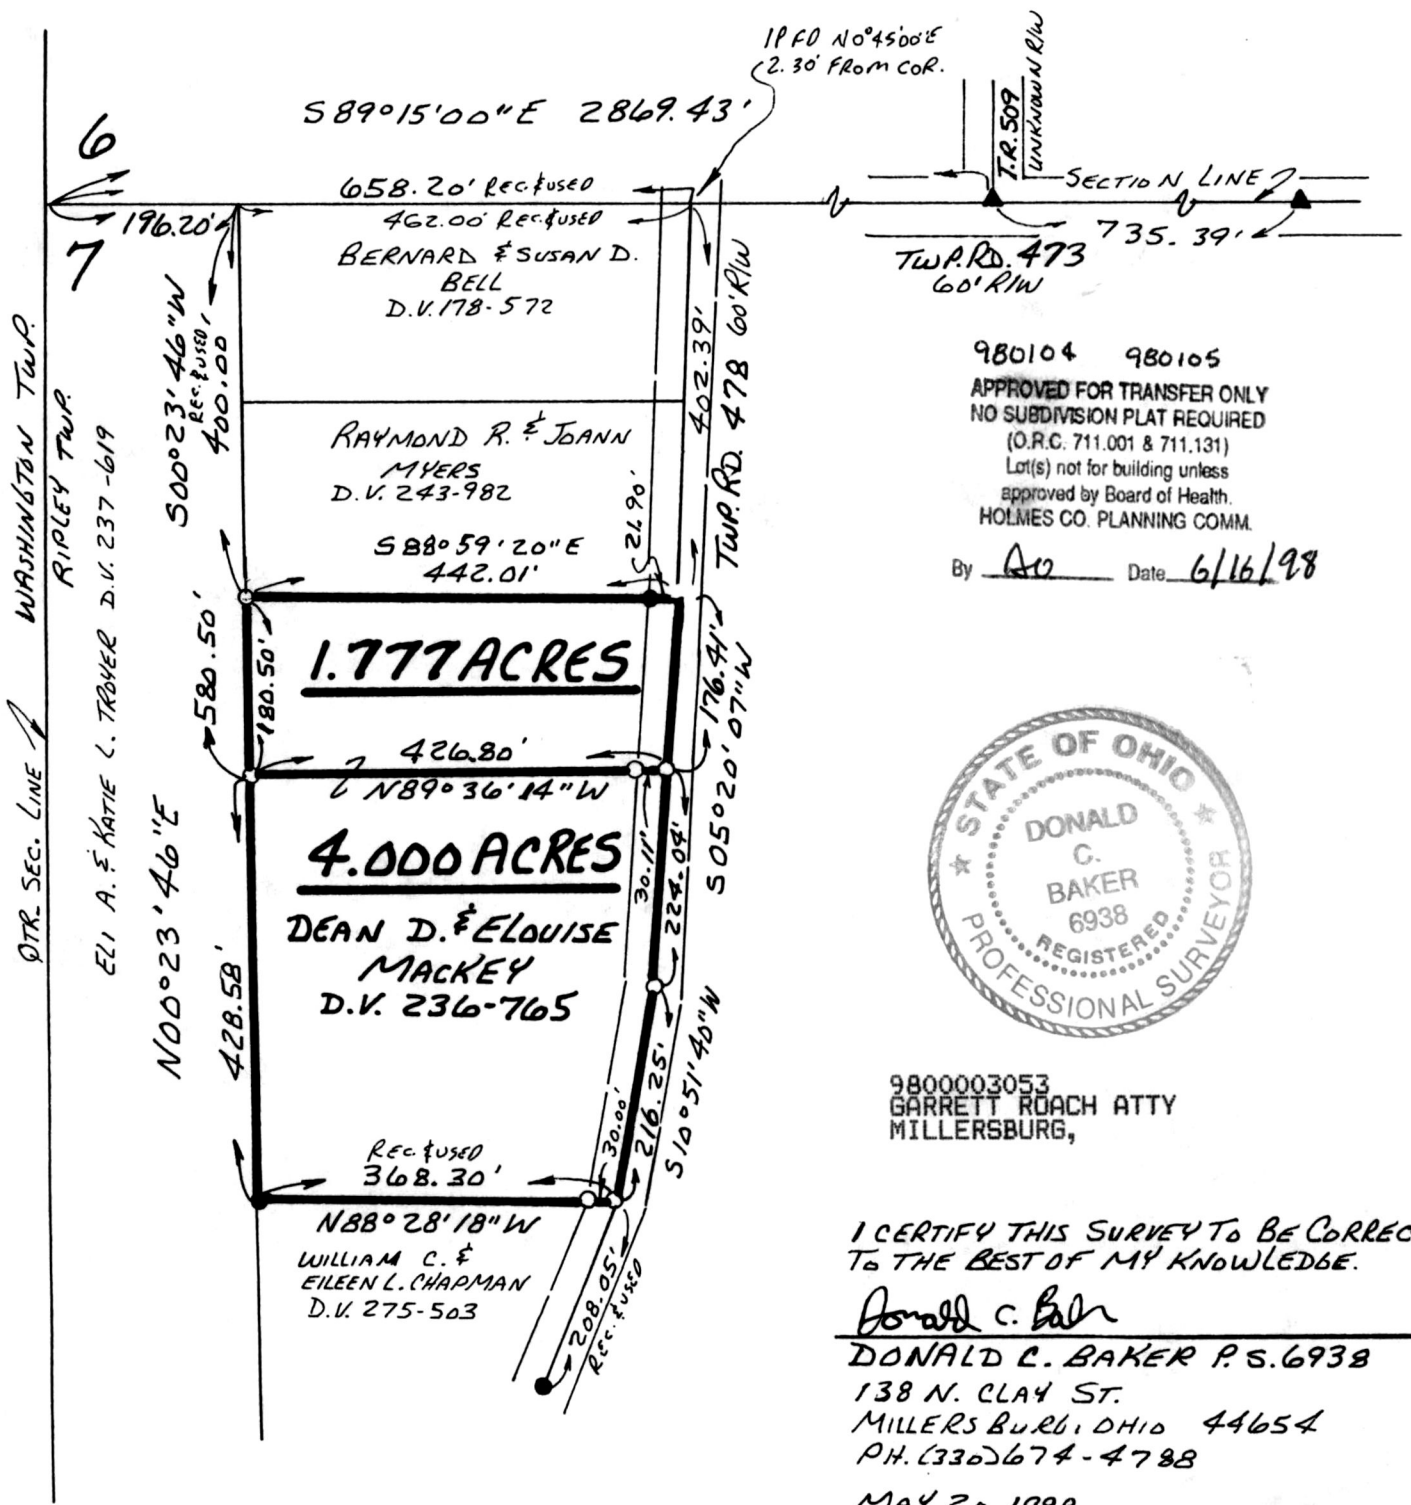 IPFD N0°45'00"E
2.30' FROM COR.
S89°15'00"E 2869.43'
6
7
196.20'
658.20' REC. & USED
462.00' REC. & USED
BERNARD & SUSAN D.
BELL
D.V. 178-572
T.R. 509
UNKNOWN R/W
SECTION LINE
735.39'
TWP. RD. 473
60' R/W
WASHINGTON TWP.
RIPLEY TWP.
QTR. SEC. LINE
ELI A. & KATIE L. TROYER D.V. 237-619
S00°23'46"W
REC. & USED
400.00'
402.39'
TWP. RD. 478 60' R/W
RAYMOND R. & JOANN
MYERS
D.V. 243-982
S88°59'20"E
442.01'
21.90'
580.50'
180.50'
1.777 ACRES
176.41'
S05°20'07"W
426.80'
N89°36'14"W
4.000 ACRES
30.11'
224.04'
DEAN D. & ELOUISE
MACKEY
D.V. 236-765
N00°23'46"E
428.58'
216.25'
S10°51'40"W
30.00'
REC. & USED
368.30'
N88°28'18"W
WILLIAM C. &
EILEEN L. CHAPMAN
D.V. 275-503
208.05'
REC. & USED
980104 980105
APPROVED FOR TRANSFER ONLY
NO SUBDIVISION PLAT REQUIRED
(O.R.C. 711.001 & 711.131)
Lot(s) not for building unless
approved by Board of Health.
HOLMES CO. PLANNING COMM.
By Date 6/16/98
STATE OF OHIO
DONALD
C.
BAKER
6938
REGISTERED
PROFESSIONAL SURVEYOR
9800003053
GARRETT ROACH ATTY
MILLERSBURG,
I CERTIFY THIS SURVEY TO BE CORREC
TO THE BEST OF MY KNOWLEDGE.
Donald C. Bak
DONALD C. BAKER P.S. 6938
138 N. CLAY ST.
MILLERSBURG, OHIO 44654
PH. (330) 674-4788
MAY